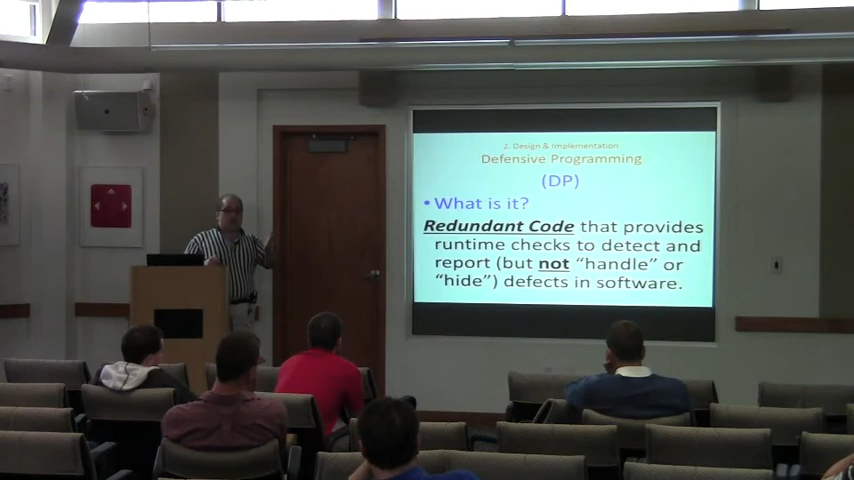 2. Design & Implementation
Defensive Programming
(DP)
• What is it?
Redundant Code that provides
runtime checks to detect and
report (but not “handle” or
“hide”) defects in software.